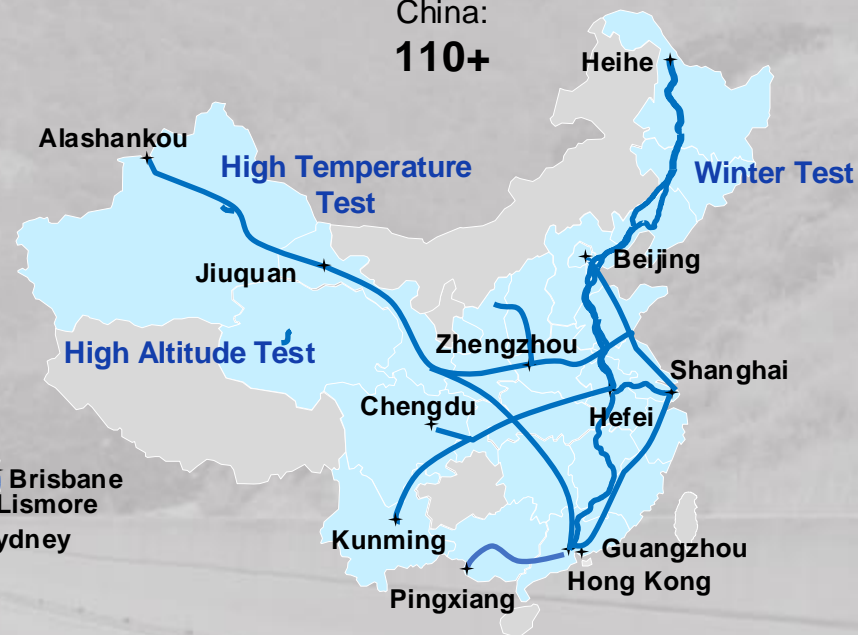 China:
110+
Heihe
Alashankou
High Temperature
Test
Winter Test
Jiuquan
Beijing
High Altitude Test
Zhengzhou
Shanghai
Chengdu
Hefei
Brisbane
Lismore
ydney
Kunming
Guangzhou
Hong Kong
Pingxiang